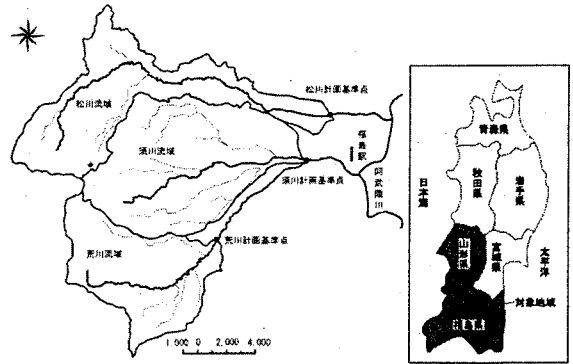 松川計画基準点
松川流域
福島駅
須川流域
須川計画基準点
阿武隈川
荒川計画基準点
荒川流域
1,000 0 2,000 4,000
青森県
秋田県
岩手県
日本海
山形県
宮城県
太平洋
対象地域
福島県